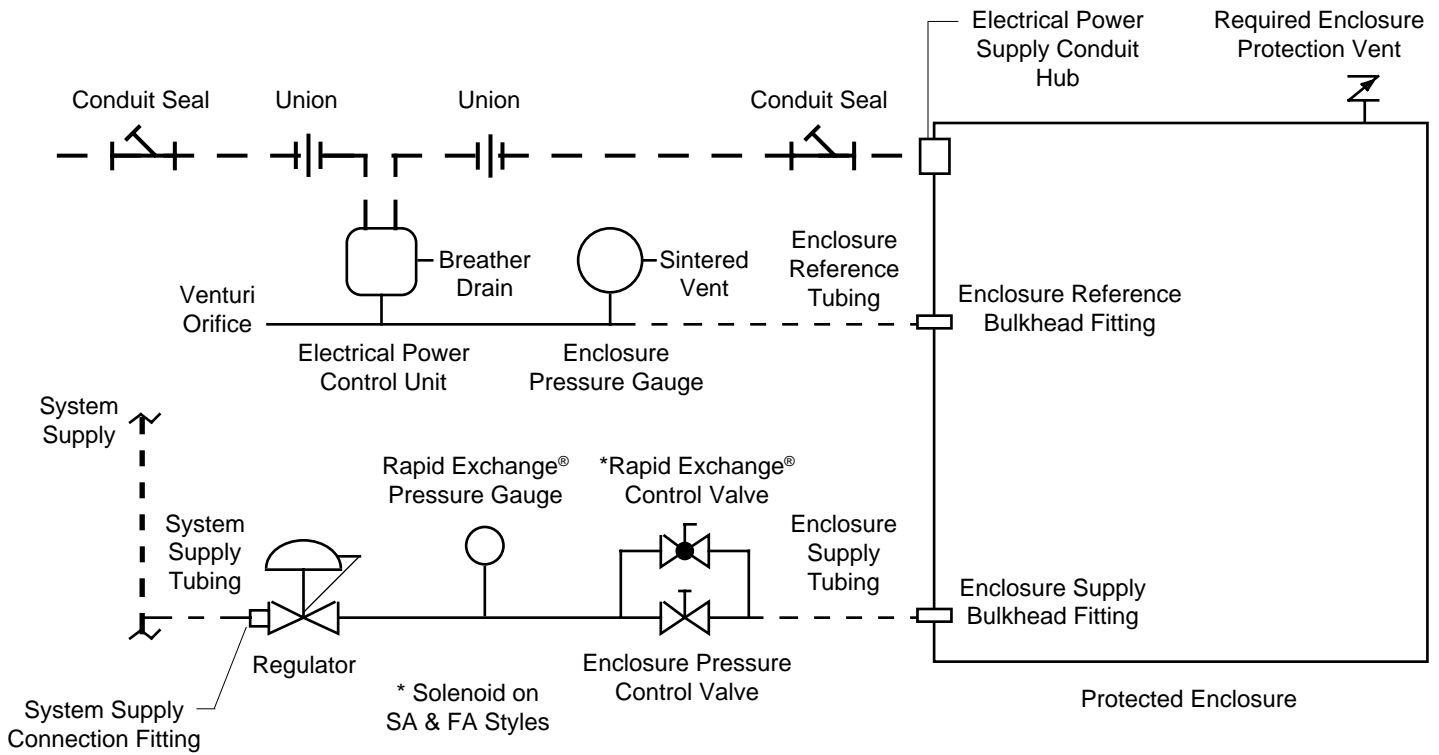 Electrical Power
Supply Conduit
Hub
Required Enclosure
Protection Vent
Conduit Seal
Union
Union
Conduit Seal
Breather
Drain
Sintered
Vent
Enclosure
Reference
Tubing
Venturi
Orifice
Enclosure Reference
Bulkhead Fitting
Electrical Power
Control Unit
Enclosure
Pressure Gauge
System
Supply
Rapid Exchange®
Pressure Gauge
*Rapid Exchange®
Control Valve
System
Supply
Tubing
Enclosure
Supply
Tubing
Enclosure Supply
Bulkhead Fitting
Regulator
Enclosure Pressure
Control Valve
* Solenoid on
SA & FA Styles
System Supply
Connection Fitting
Protected Enclosure